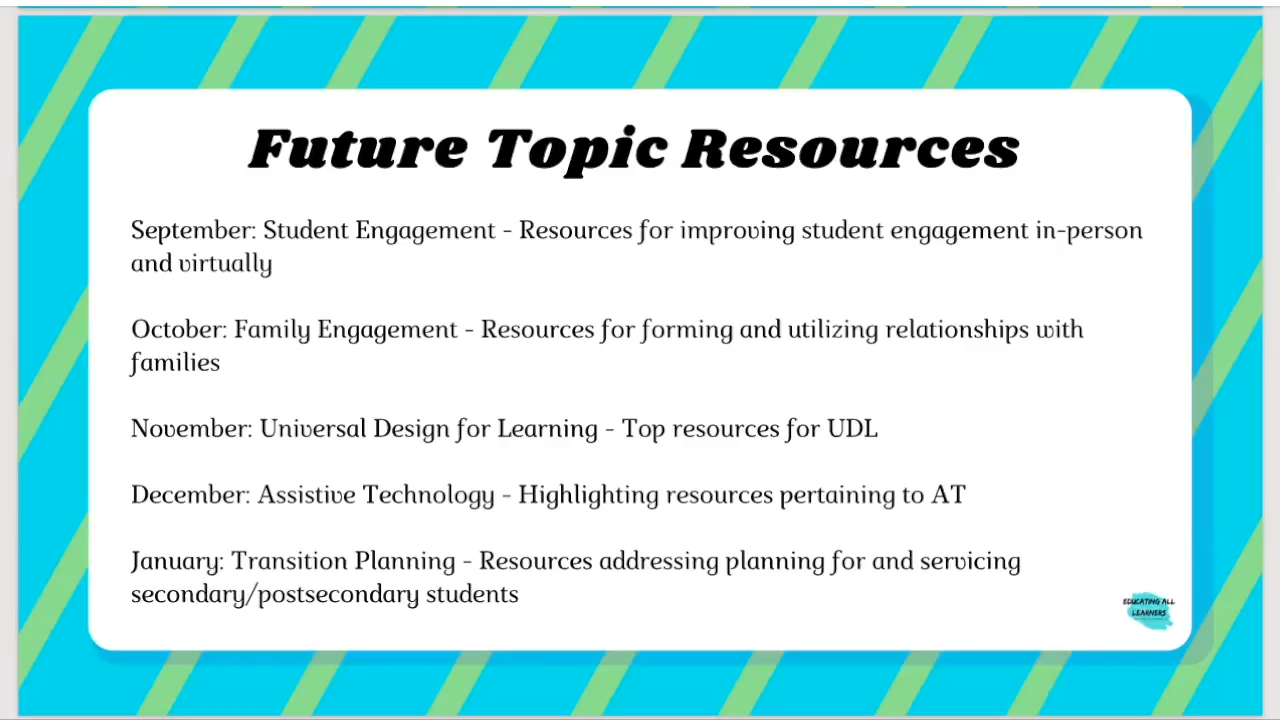 Future Topic Resources
September: Student Engagement - Resources for improving student engagement in-person
and virtually
October: Family Engagement - Resources for forming and utilizing relationships with
families
November: Universal Design for Learning - Top resources for UDL
December: Assistive Technology - Highlighting resources pertaining to AT
January: Transition Planning - Resources addressing planning for and servicing
secondary/postsecondary students
EDUCATING ALL
LEARNERS